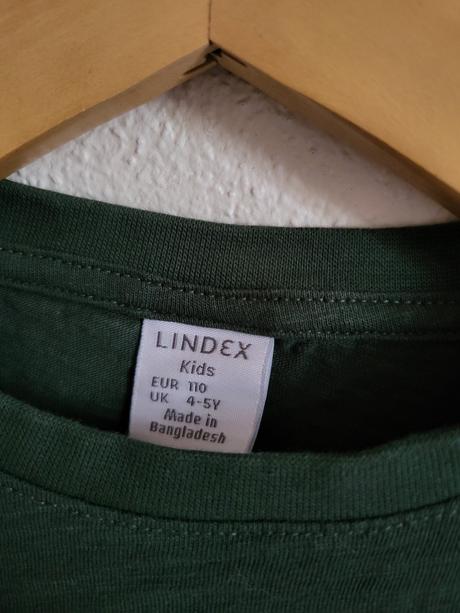 LINDEX
Kids
EUR 110
UK 4-5Y
Made in
Bangladesh